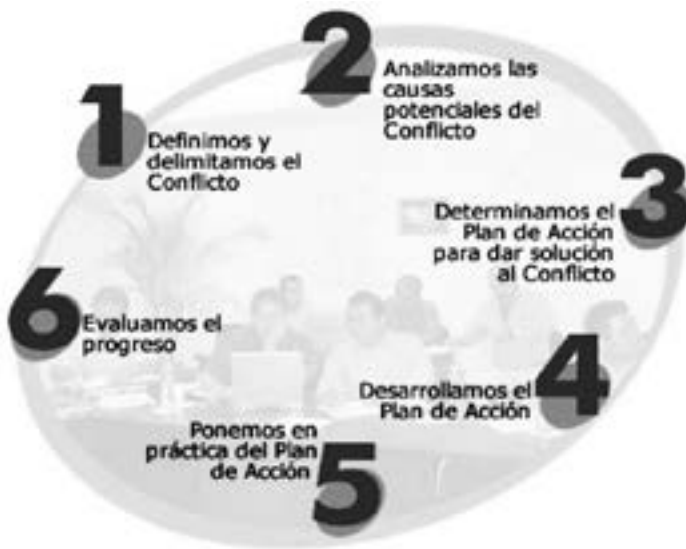 1
Definimos y
delimitamos el
Conflicto
2
Analizamos las
causas
potenciales del
Conflicto
3
Determinamos el
Plan de Acción
para dar solución
al Conflicto
4
Desarrollamos el
Plan de Acción
5
Ponemos en
práctica del Plan
de Acción
6
Evaluamos el
progreso